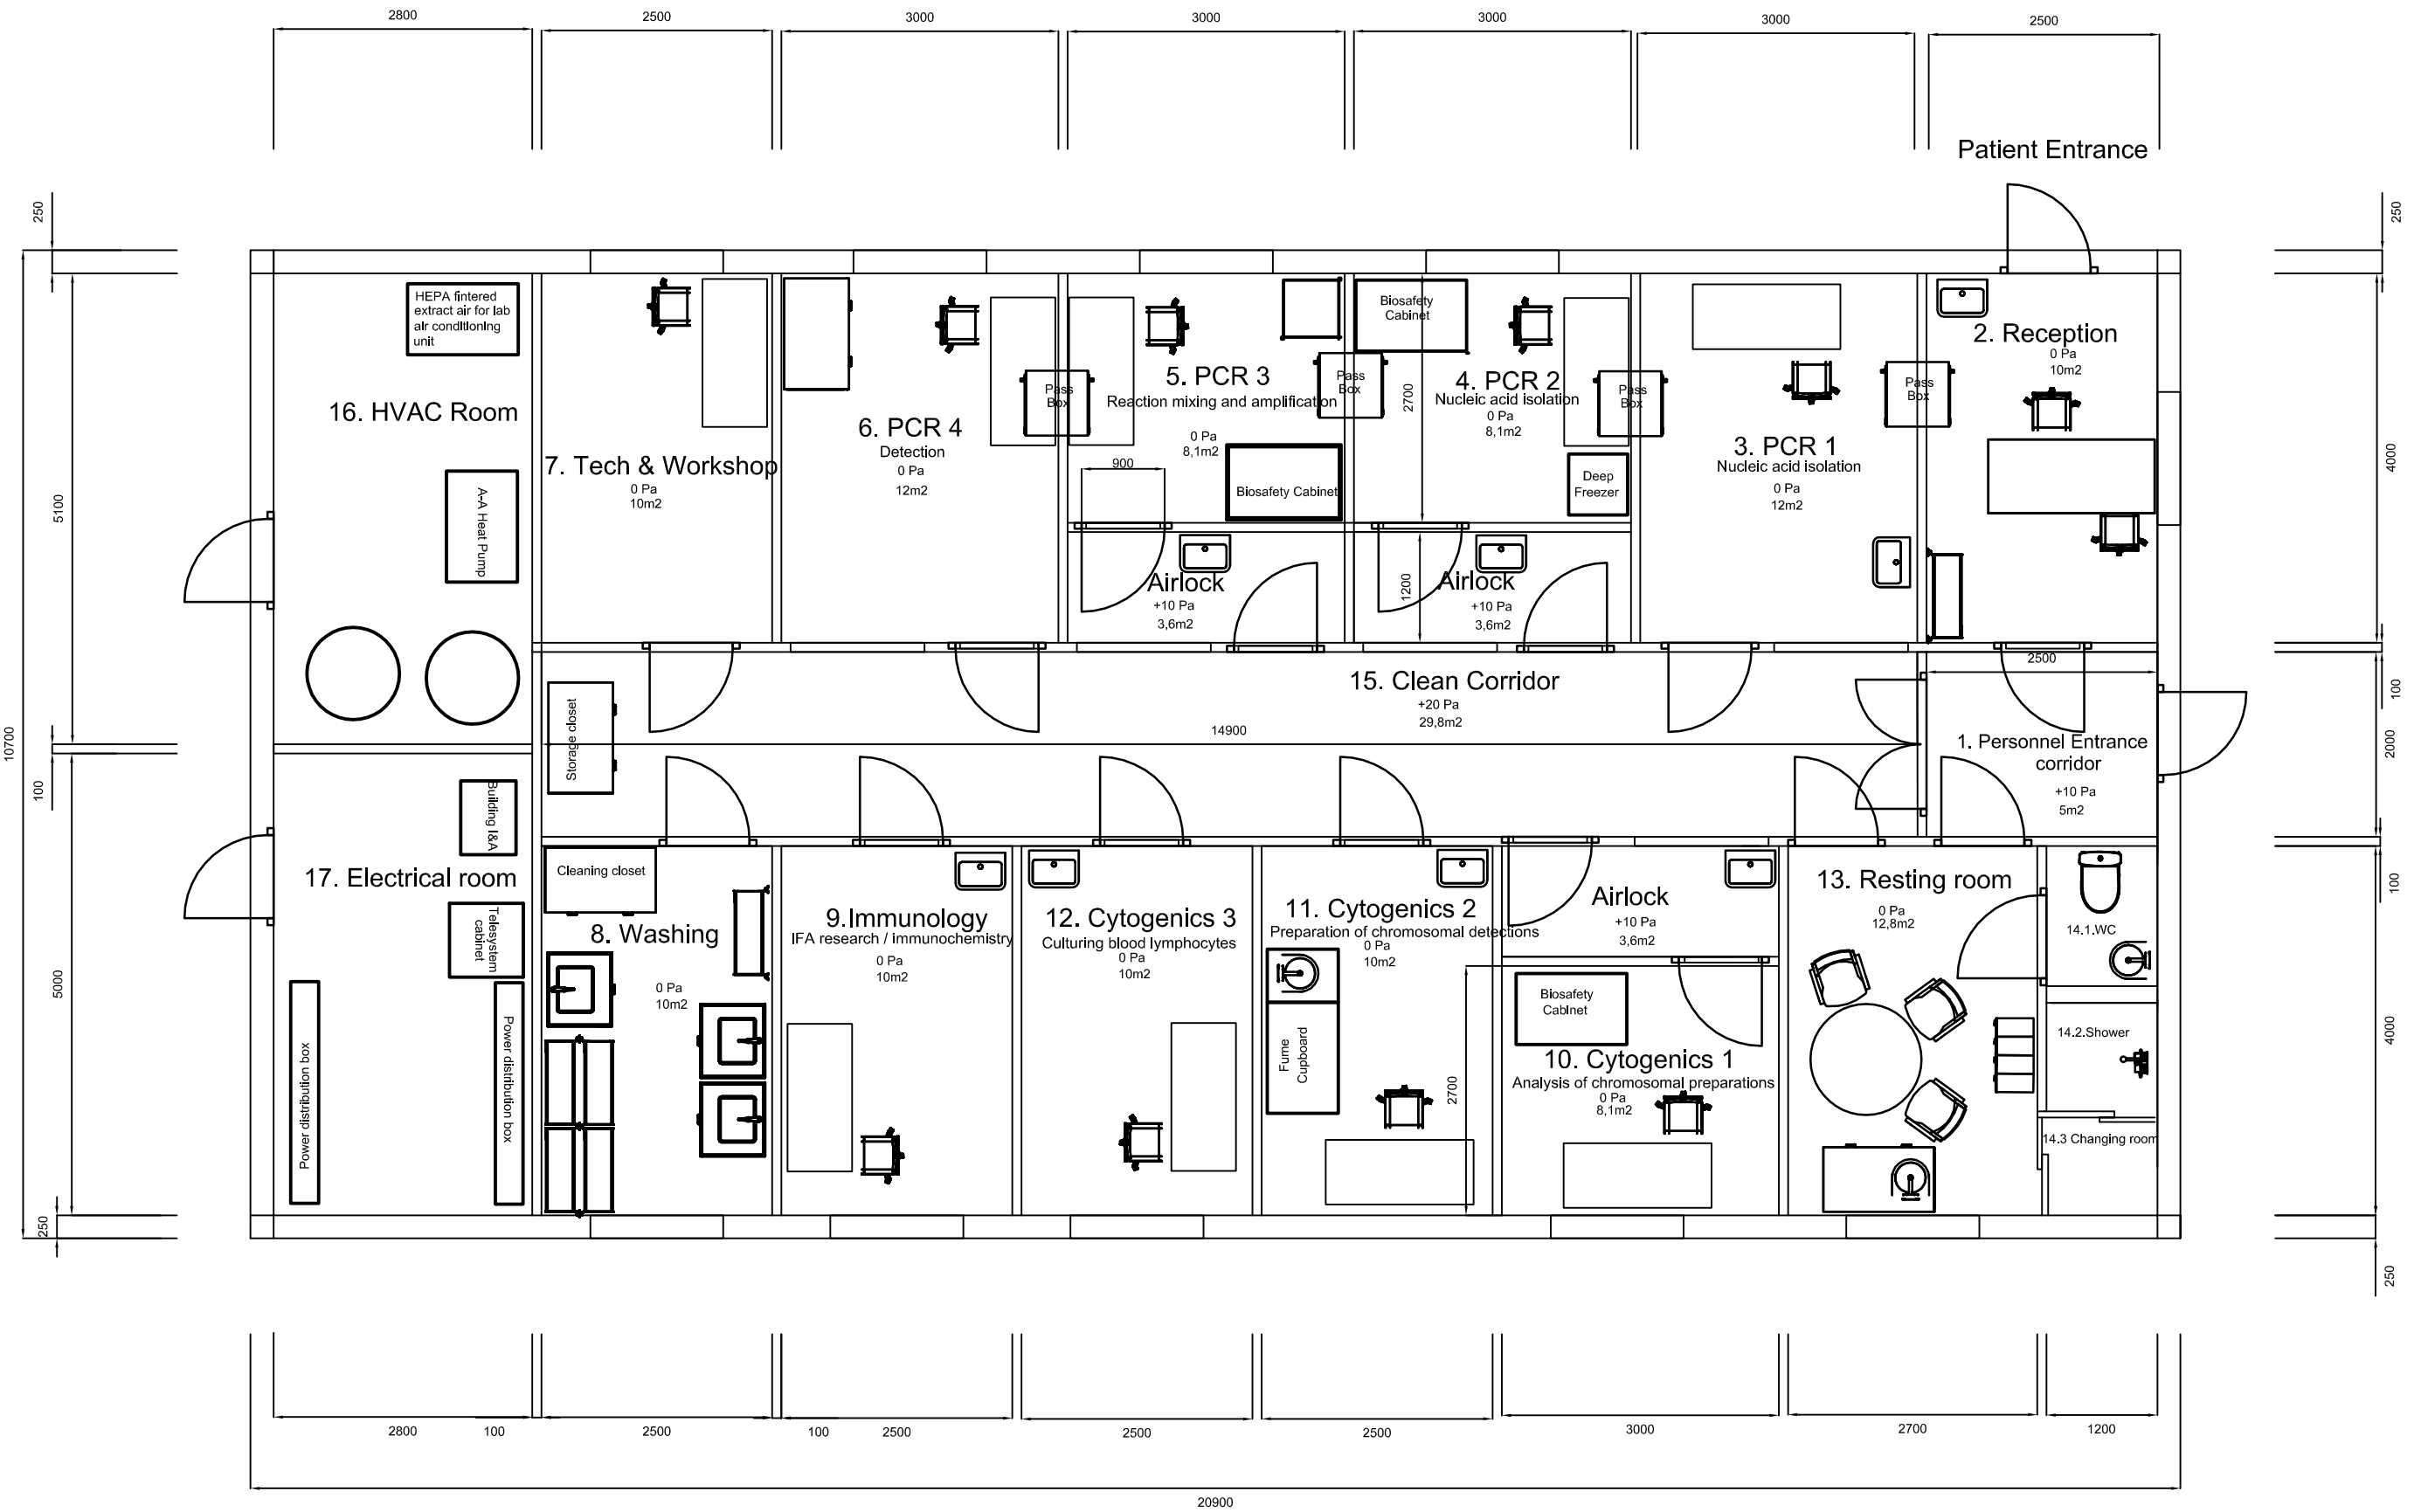 2800
2500
3000
3000
3000
3000
2500
Patient Entrance
250
250
HEPA fintered
extract air for lab
air conditioning
unit
Biosafety
Cabinet
2. Reception
0 Pa
10m2
Pass
Box
5. PCR 3
Reaction mixing and amplification
0 Pa
8,1m2
Pass
Box
2700
4. PCR 2
Nucleic acid isolation
0 Pa
8,1m2
Pass
Box
Pass
Box
16. HVAC Room
6. PCR 4
Detection
0 Pa
12m2
3. PCR 1
Nucleic acid isolation
0 Pa
12m2
7. Tech & Workshop
0 Pa
10m2
900
Biosafety Cabinet
Deep
Freezer
4000
5100
A-A Heat Pump
Airlock
+10 Pa
3,6m2
1200
Airlock
+10 Pa
3,6m2
2500
15. Clean Corridor
+20 Pa
29,8m2
100
Storage closet
14900
10700
2000
1. Personnel Entrance
corridor
+10 Pa
5m2
100
Building I&A
17. Electrical room
Cleaning closet
100
Telesystem
cabinet
8. Washing
0 Pa
10m2
9.Immunology
IFA research / immunochemistry
0 Pa
10m2
12. Cytogenics 3
Culturing blood lymphocytes
0 Pa
10m2
11. Cytogenics 2
Preparation of chromosomal detections
0 Pa
10m2
Airlock
+10 Pa
3,6m2
13. Resting room
0 Pa
12,8m2
14.1.WC
5000
Biosafety
Cabinet
Fume
Cupboard
2700
10. Cytogenics 1
Analysis of chromosomal preparations
0 Pa
8,1m2
14.2.Shower
4000
Power distribution box
Power distribution box
14.3 Changing room
250
250
2800
100
2500
100
2500
2500
2500
3000
2700
1200
20900